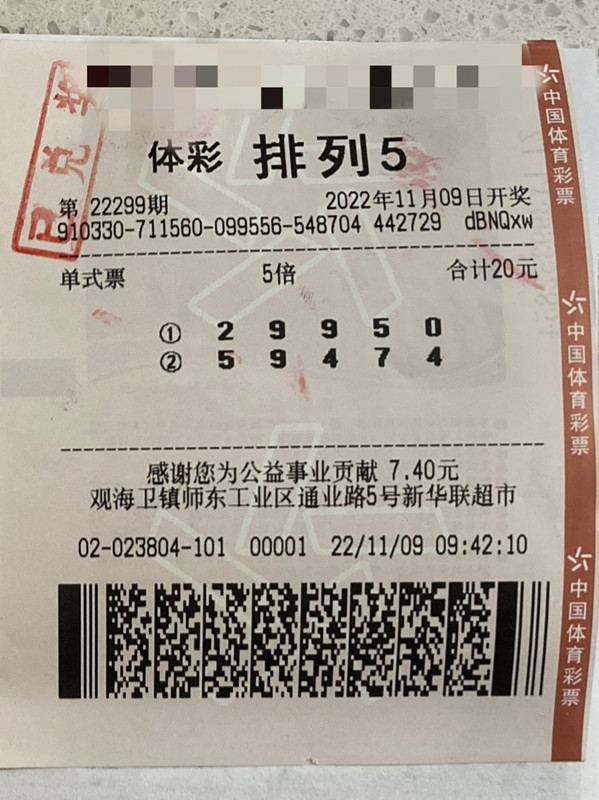 已兑奖
体彩 排列5
第 22299期 2022年11月09日开奖
910330-711560-099556-548704 442729 dBNQxw
单式票 5倍 合计20元
① 2 9 9 5 0
② 5 9 4 7 4
感谢您为公益事业贡献 7.40元
观海卫镇师东工业区通业路5号新华联超市
02-023804-101 00001 22/11/09 09:42:10
中国体育彩票
中国体育彩票
中国体育彩票